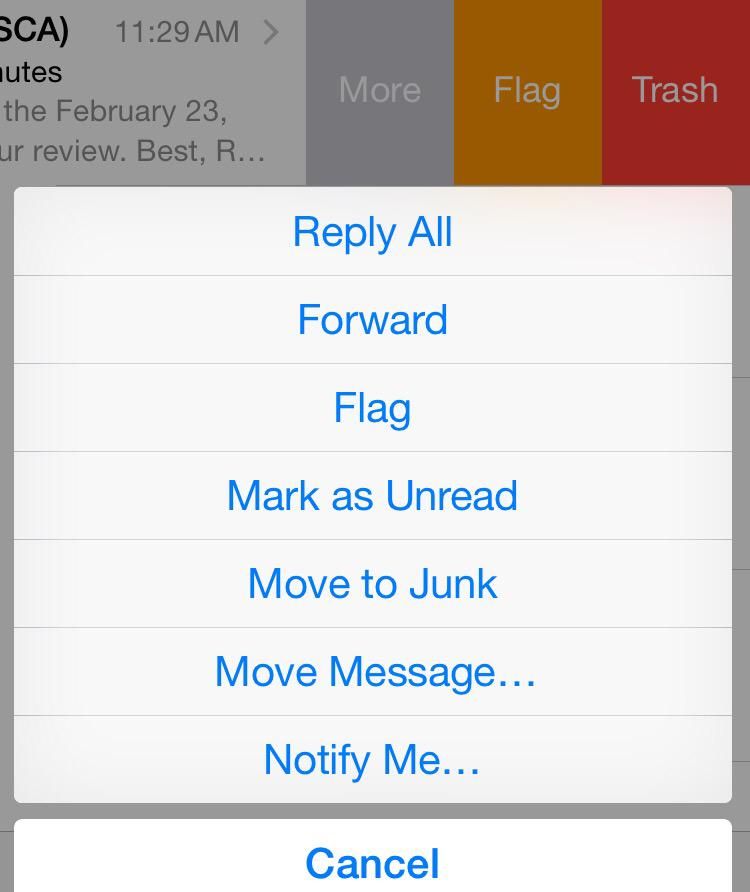 SCA) 11:29 AM
nutes
the February 23,
ur review. Best, R…
More
Flag
Trash
Reply All
Forward
Flag
Mark as Unread
Move to Junk
Move Message…
Notify Me…
Cancel